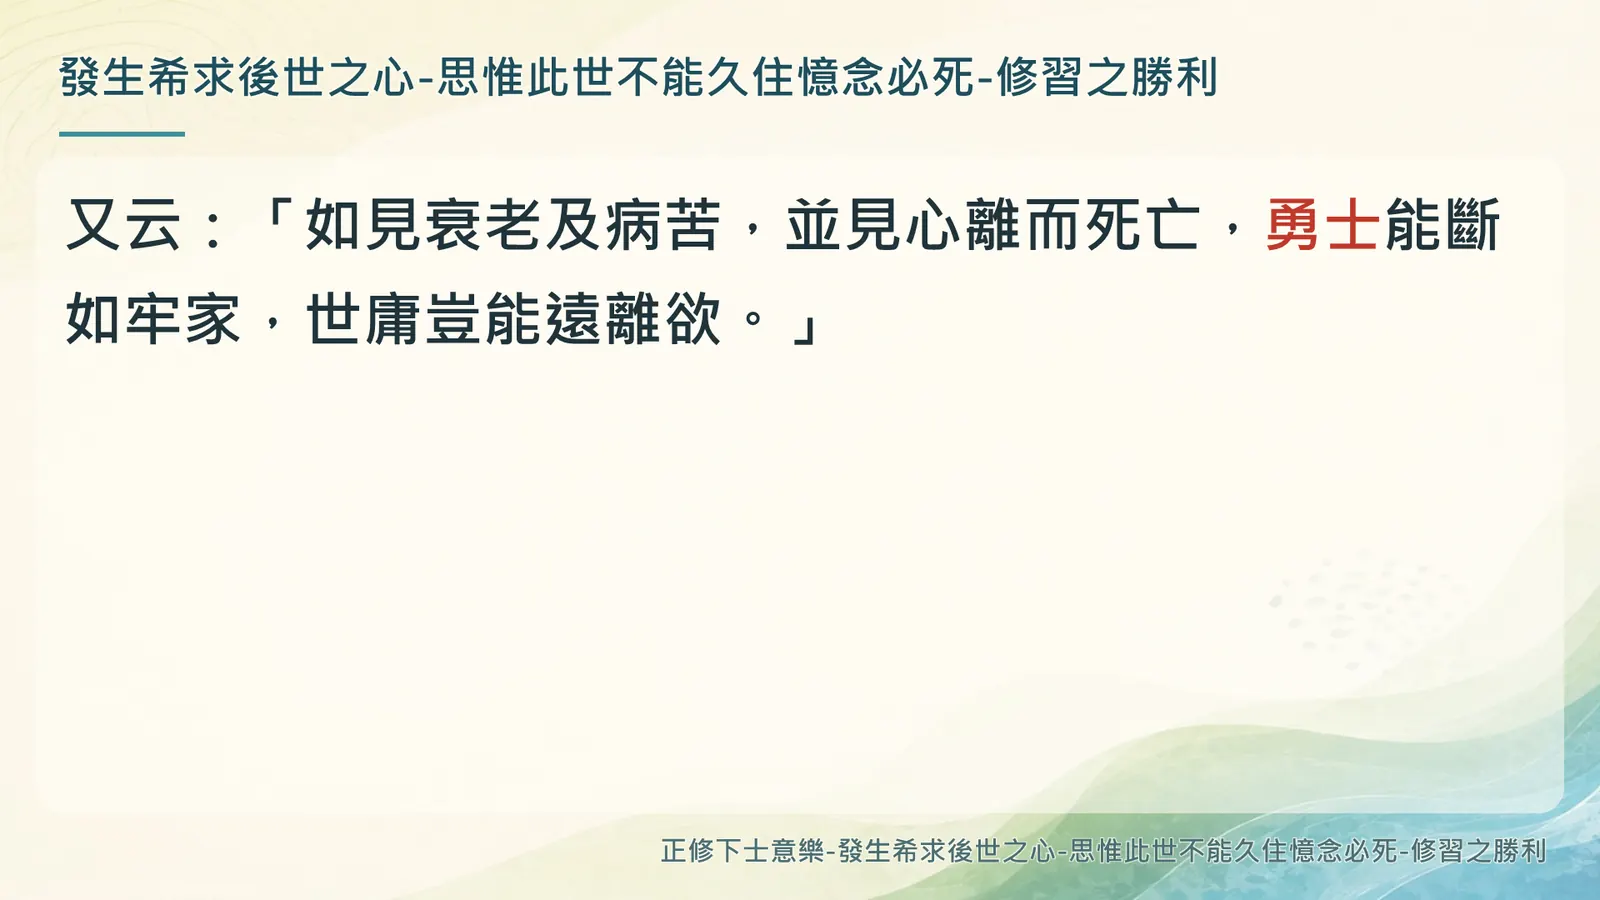 發生希求後世之心-思惟此世不能久住憶念必死-修習之勝利
又云：「如見衰老及病苦，並見心離而死亡，勇士能斷
如牢家，世庸豈能遠離欲。」
正修下士意樂-發生希求後世之心-思惟此世不能久住憶念必死-修習之勝利